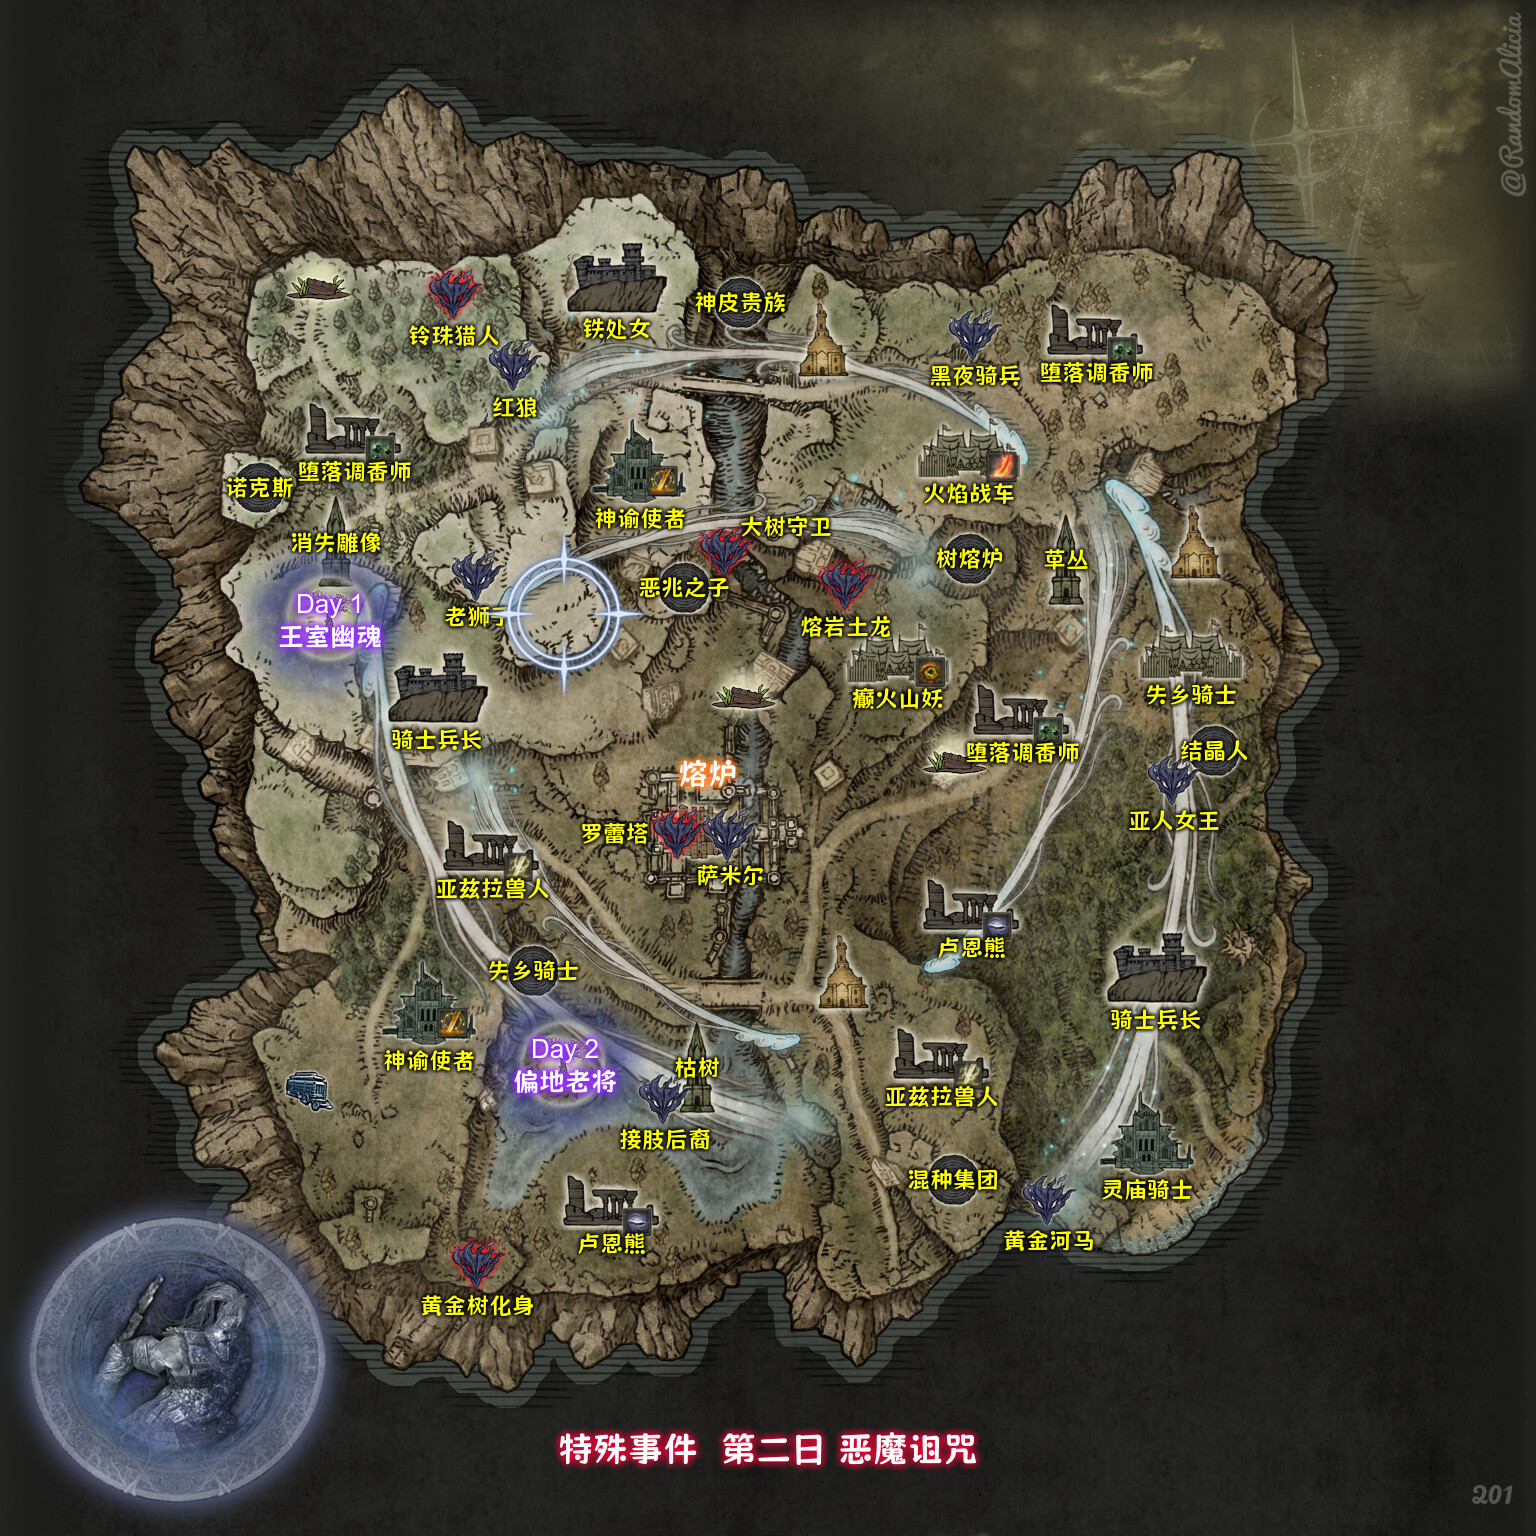 @RandomAlicia
神皮贵族
铁处女
铃珠猎人
黑夜骑兵
堕落调香师
红狼
堕落调香师
诺克斯
火焰战车
神谕使者
大树守卫
消失雕像
树熔炉
草丛
恶兆之子
Day 1
王室幽魂
老狮子
熔岩土龙
失乡骑士
癫火山妖
骑士兵长
堕落调香师
结晶人
熔炉
亚人女王
罗蕾塔
萨米尔
亚兹拉兽人
卢恩熊
失乡骑士
骑士兵长
神谕使者
Day 2
偏地老将
枯树
亚兹拉兽人
接肢后裔
混种集团
灵庙骑士
卢恩熊
黄金河马
黄金树化身
特殊事件 第二日 恶魔诅咒
201